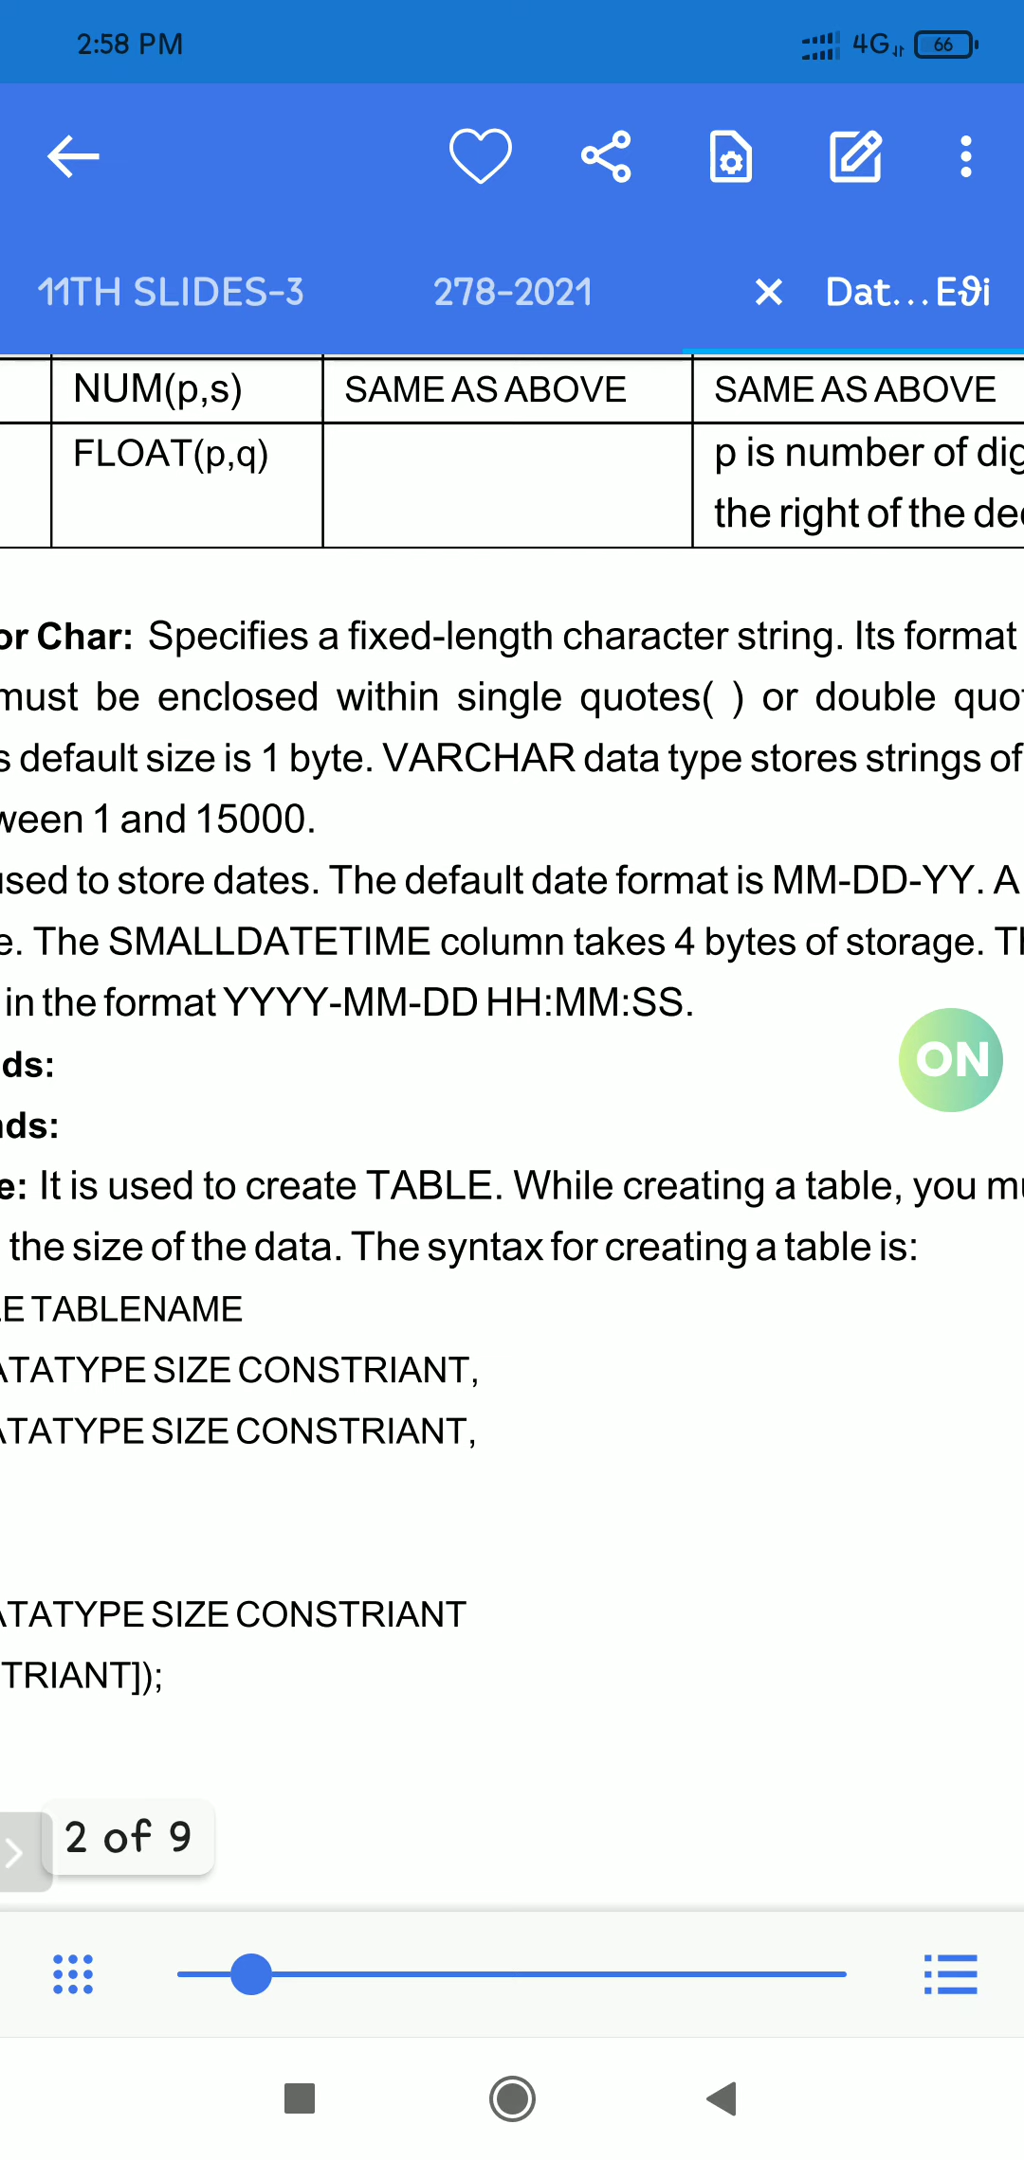 2:58 PM 4G 66
11TH SLIDES-3 278-2021 Dat...
NUM(p,s) SAME AS ABOVE SAME AS ABOVE
FLOAT(p,q) p is number of dig
the right of the de
or Char: Specifies a fixed-length character string. Its format
must be enclosed within single quotes( ) or double quo
s default size is 1 byte. VARCHAR data type stores strings of
ween 1 and 15000.
used to store dates. The default date format is MM-DD-YY. A
e. The SMALLDATETIME column takes 4 bytes of storage. Th
in the format YYYY-MM-DD HH:MM:SS.
ON
ds:
nds:
e: It is used to create TABLE. While creating a table, you mu
the size of the data. The syntax for creating a table is:
LE TABLENAME
ATATYPE SIZE CONSTRIANT,
ATATYPE SIZE CONSTRIANT,
ATATYPE SIZE CONSTRIANT
TRIANT]);
2 of 9